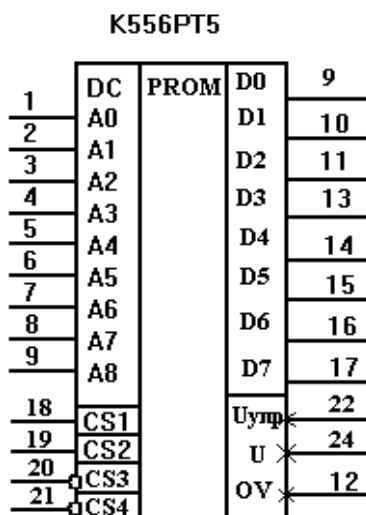 К556РТ5
DC PROM D0 9
1 A0 D1 10
2 A1 D2 11
3 A2 D3 13
4 A3 D4 14
5 A4 D5 15
6 A5 D6 16
7 A6 D7 17
8 A7
9 A8
18 CS1 Uупр 22
19 CS2 U 24
20 CS3 OV 12
21 CS4